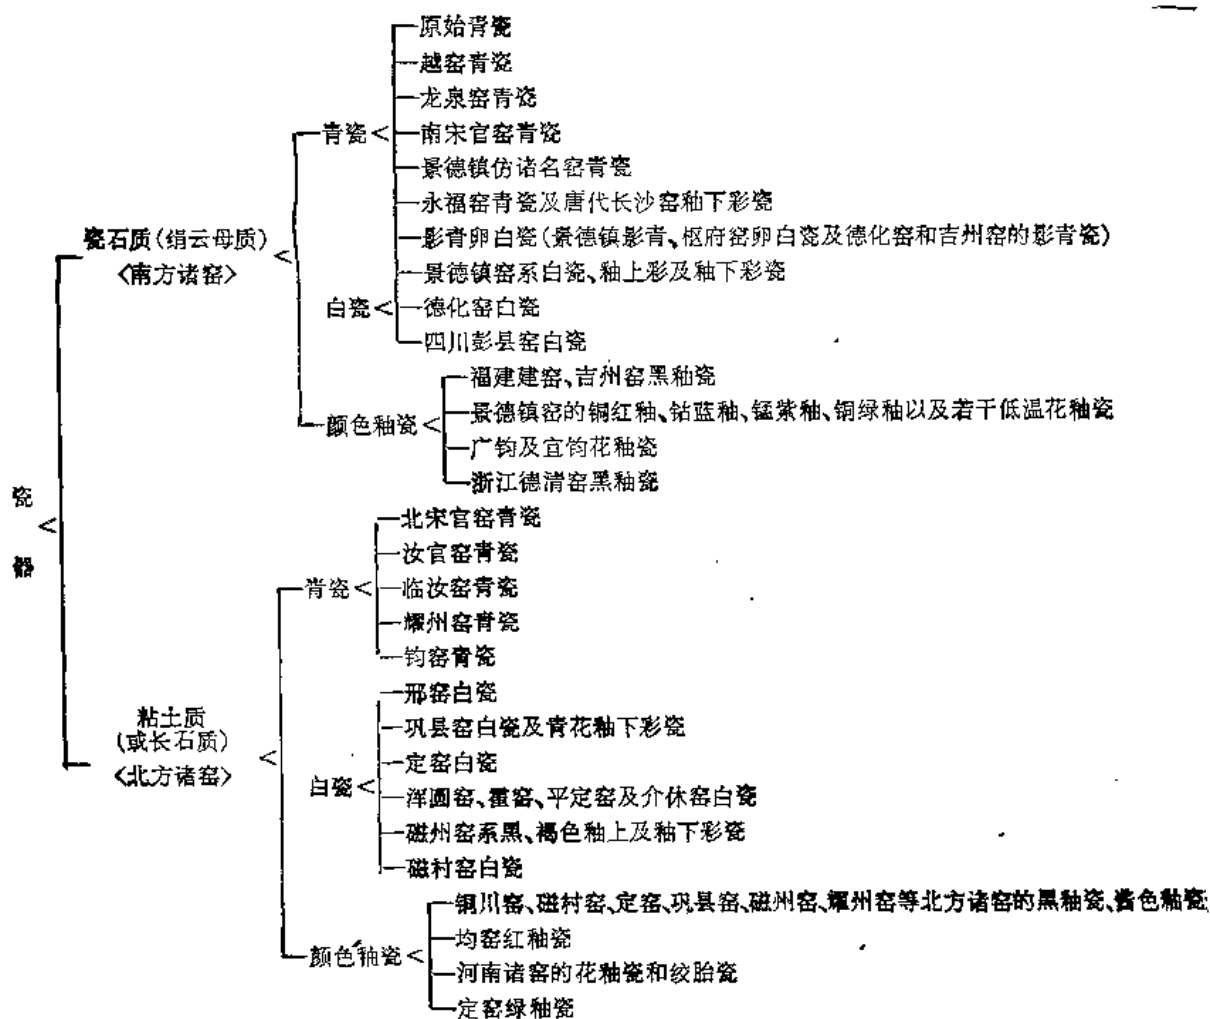 原始青瓷
越窑青瓷
龙泉窑青瓷
青瓷<
南宋官窑青瓷
景德镇仿诸名窑青瓷
永福窑青瓷及唐代长沙窑釉下彩瓷
瓷石质(绢云母质)
<
影青卵白瓷(景德镇影青、枢府窑卵白瓷及德化窑和吉州窑的影青瓷)
<南方诸窑>
景德镇窑系白瓷、釉上彩及釉下彩瓷
白瓷<
德化窑白瓷
四川彭县窑白瓷
福建建窑、吉州窑黑釉瓷
颜色釉瓷<
景德镇窑的铜红釉、钴蓝釉、锰紫釉、铜绿釉以及若干低温花釉瓷
广钧及宜钧花釉瓷
浙江德清窑黑釉瓷
瓷
器
<
北宋官窑青瓷
汝官窑青瓷
青瓷<
临汝窑青瓷
耀州窑青瓷
钧窑青瓷
粘土质
(或长石质)
<北方诸窑>
<
邢窑白瓷
巩县窑白瓷及青花釉下彩瓷
定窑白瓷
白瓷<
浑圆窑、霍窑、平定窑及介休窑白瓷
磁州窑系黑、褐色釉上及釉下彩瓷
磁村窑白瓷
铜川窑、磁村窑、定窑、巩县窑、磁州窑、耀州窑等北方诸窑的黑釉瓷、酱色釉瓷
均窑红釉瓷
颜色釉瓷<
河南诸窑的花釉瓷和绞胎瓷
定窑绿釉瓷